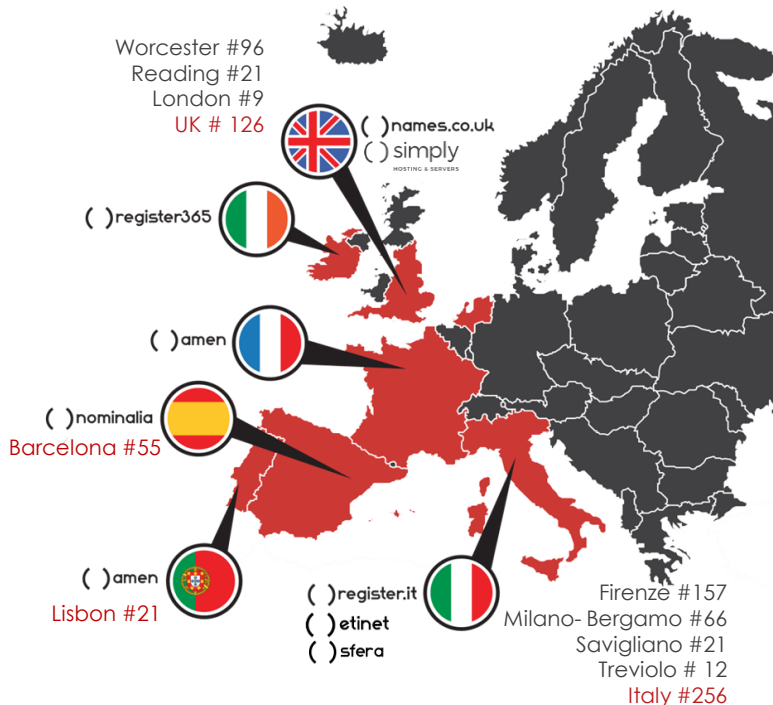 Worcester #96
Reading #21
London #9
UK # 126
( )names.co.uk
( ) simply
HOSTING & SERVERS
( )register365
( )amen
( )nominalia
Barcelona #55
( )amen
Lisbon #21
( )register.it
( )etinet
( )sfera
Firenze #157
Milano- Bergamo #66
Savigliano #21
Treviolo # 12
Italy #256